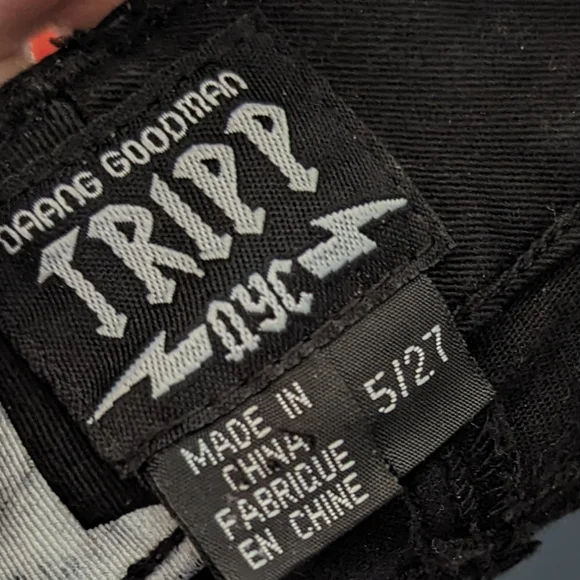 DAANG GOODMAN
TRIPP
NYC
MADE IN
CHINA
FABRIQUE
EN CHINE
5/27